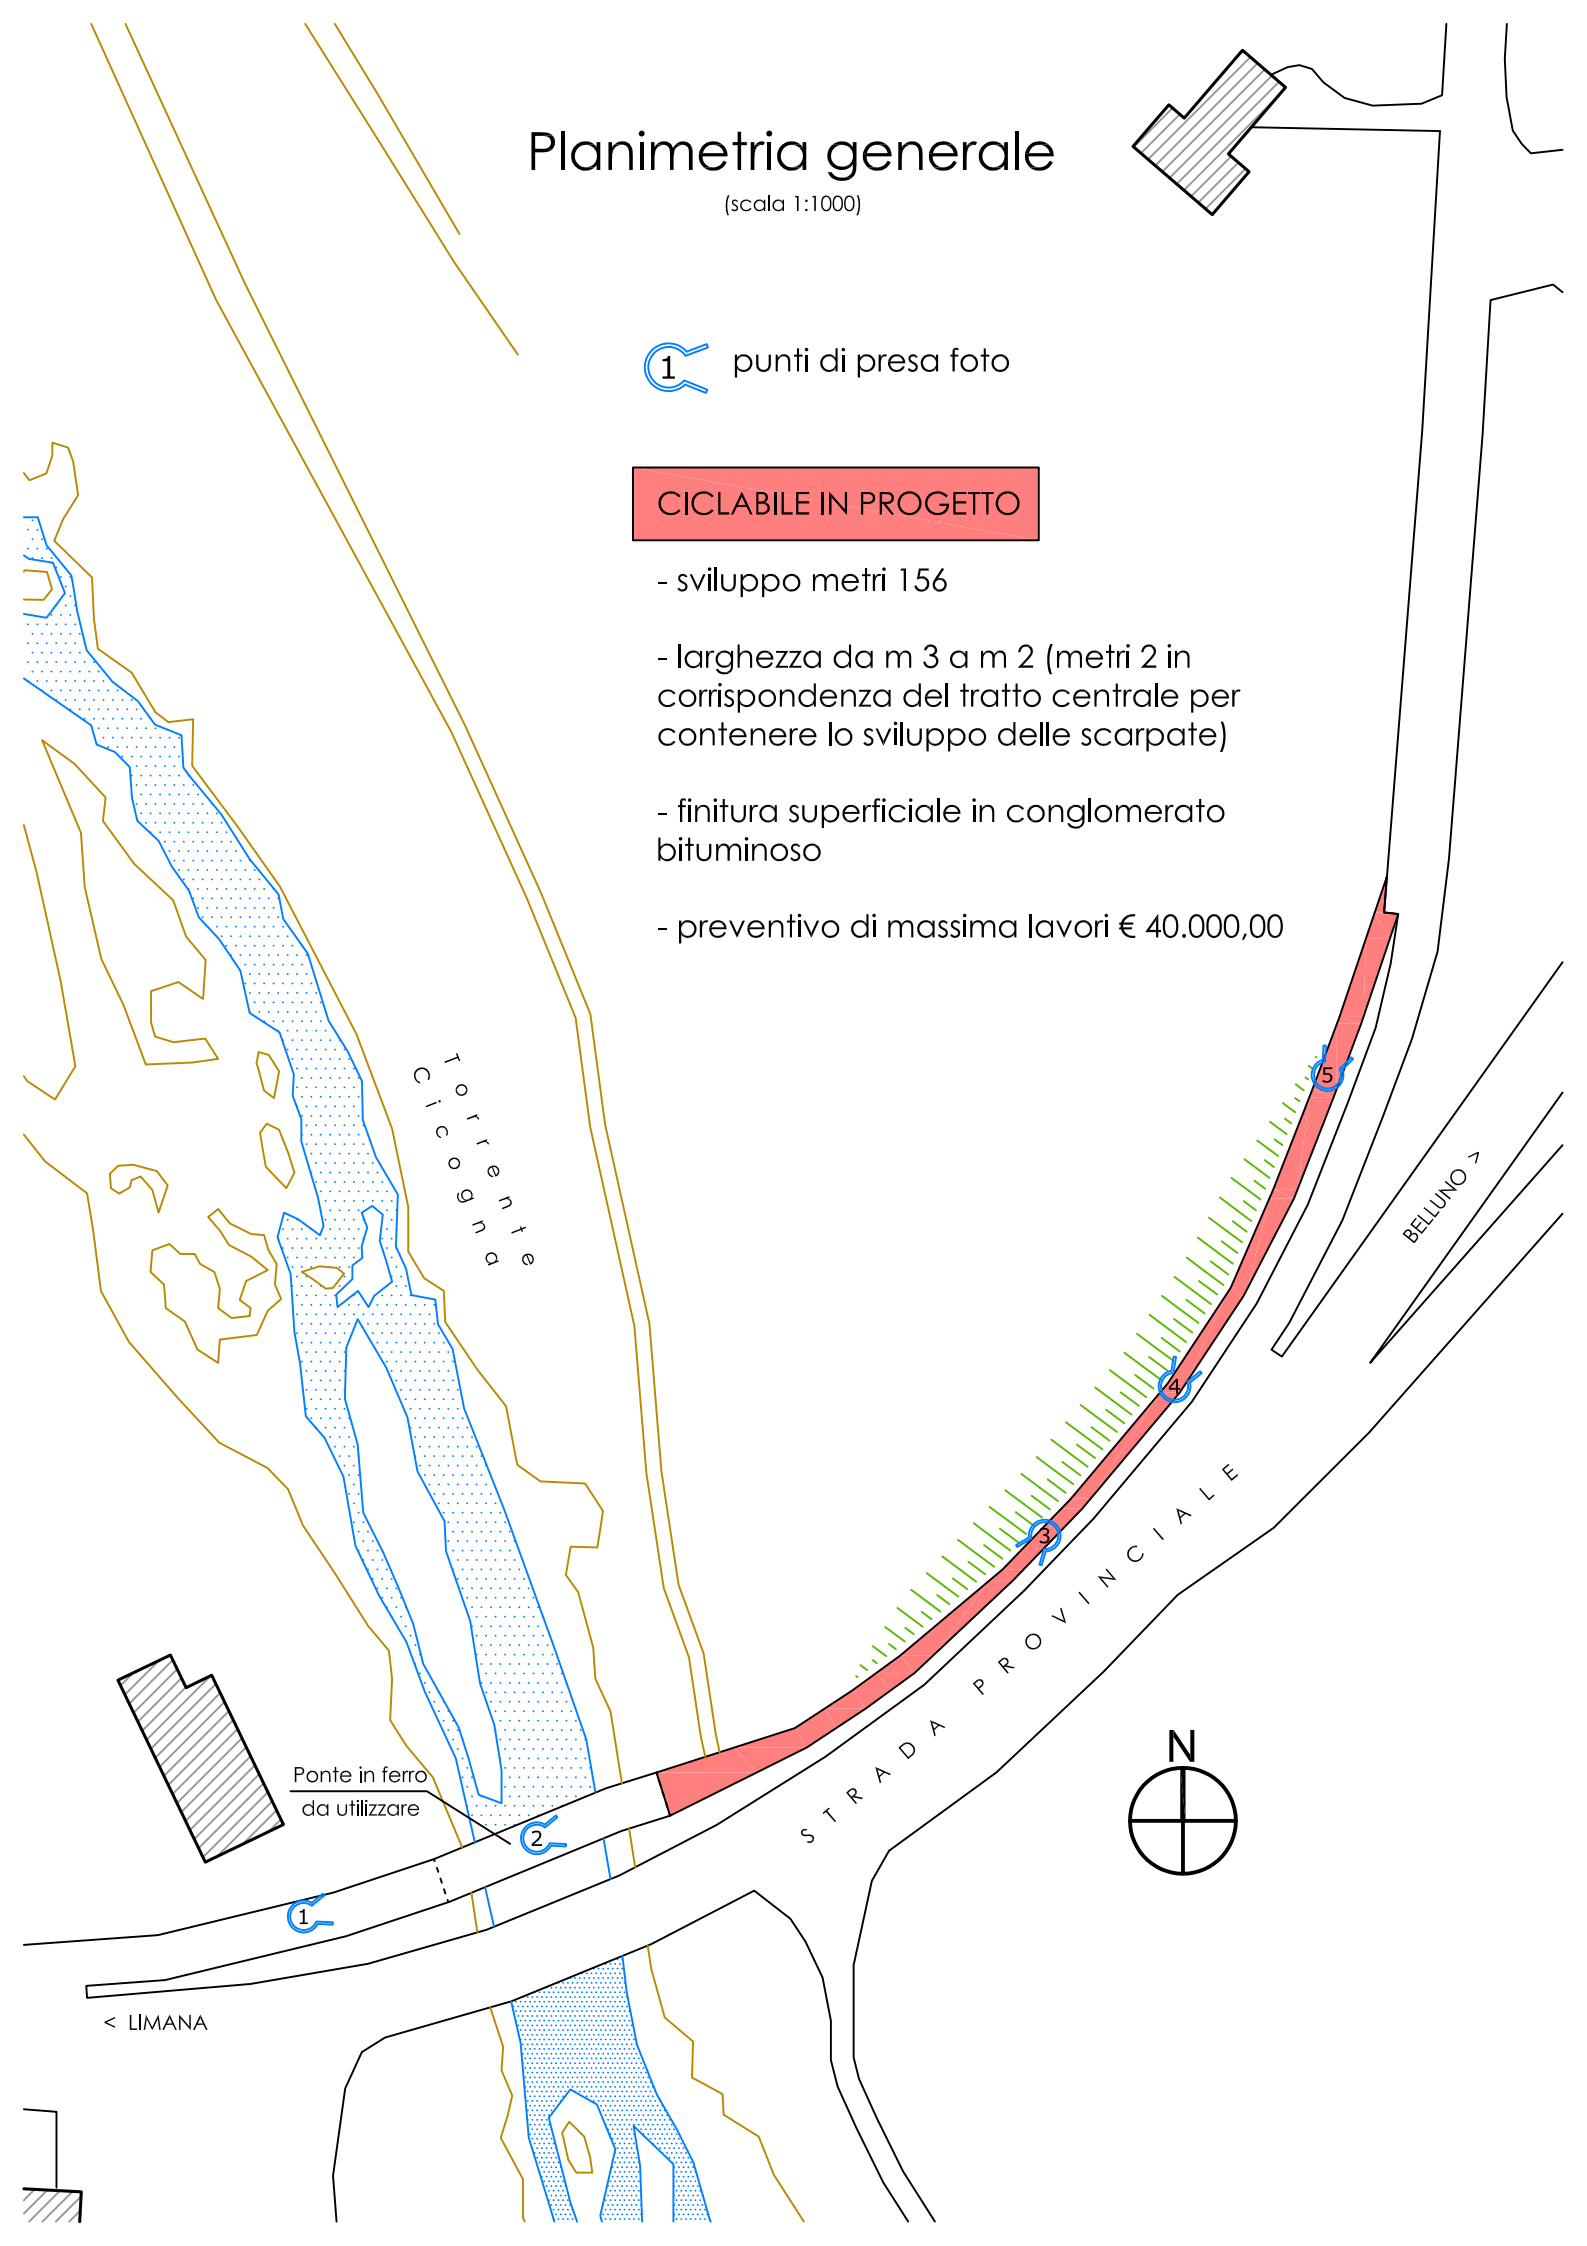 Planimetria generale
(scala 1:1000)
1
punti di presa foto
CICLABILE IN PROGETTO
- sviluppo metri 156
- larghezza da m 3 a m 2 (metri 2 in
corrispondenza del tratto centrale per
contenere lo sviluppo delle scarpate)
- finitura superficiale in conglomerato
bituminoso
- preventivo di massima lavori € 40.000,00
Torrente
Cicogna
5
BELLUNO >
4
3
STRADA PROVINCIALE
N
Ponte in ferro
da utilizzare
2
1
< LIMANA